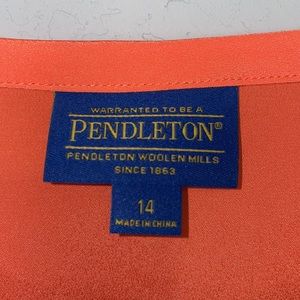 WARRANTED TO BE A
PENDLETON®
PENDLETON WOOLEN MILLS
SINCE 1863
14
MADE IN CHINA